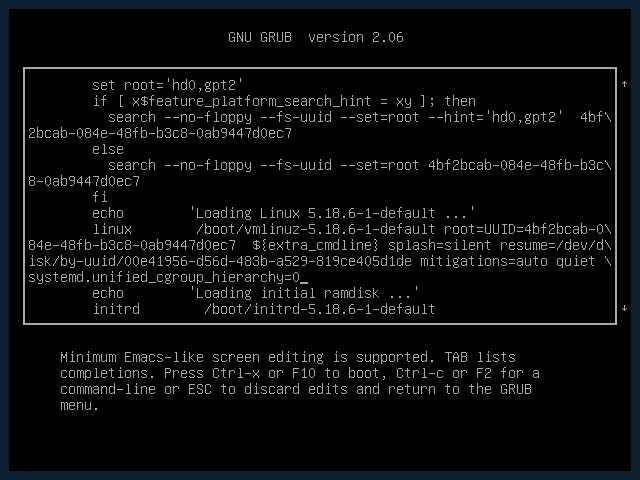 GNU GRUB  version 2.06
set root='hd0,gpt2'
if [ x$feature_platform_search_hint = xy ]; then
search --no-floppy --fs-uuid --set=root --hint='hd0,gpt2'  4bf\
2bcab-084e-48fb-b3c8-0ab9447d0ec7
else
search --no-floppy --fs-uuid --set=root 4bf2bcab-084e-48fb-b3c\
8-0ab9447d0ec7
fi
echo        'Loading Linux 5.18.6-1-default ...'
linux        /boot/vmlinuz-5.18.6-1-default root=UUID=4bf2bcab-0\
84e-48fb-b3c8-0ab9447d0ec7  ${extra_cmdline} splash=silent resume=/dev/d\
isk/by-uuid/00e41956-d56d-483b-a529-819ce405d1de mitigations=auto quiet \
systemd.unified_cgroup_hierarchy=0_
echo        'Loading initial ramdisk ...'
initrd        /boot/initrd-5.18.6-1-default
Minimum Emacs-like screen editing is supported. TAB lists
completions. Press Ctrl-x or F10 to boot, Ctrl-c or F2 for a
command-line or ESC to discard edits and return to the GRUB
menu.